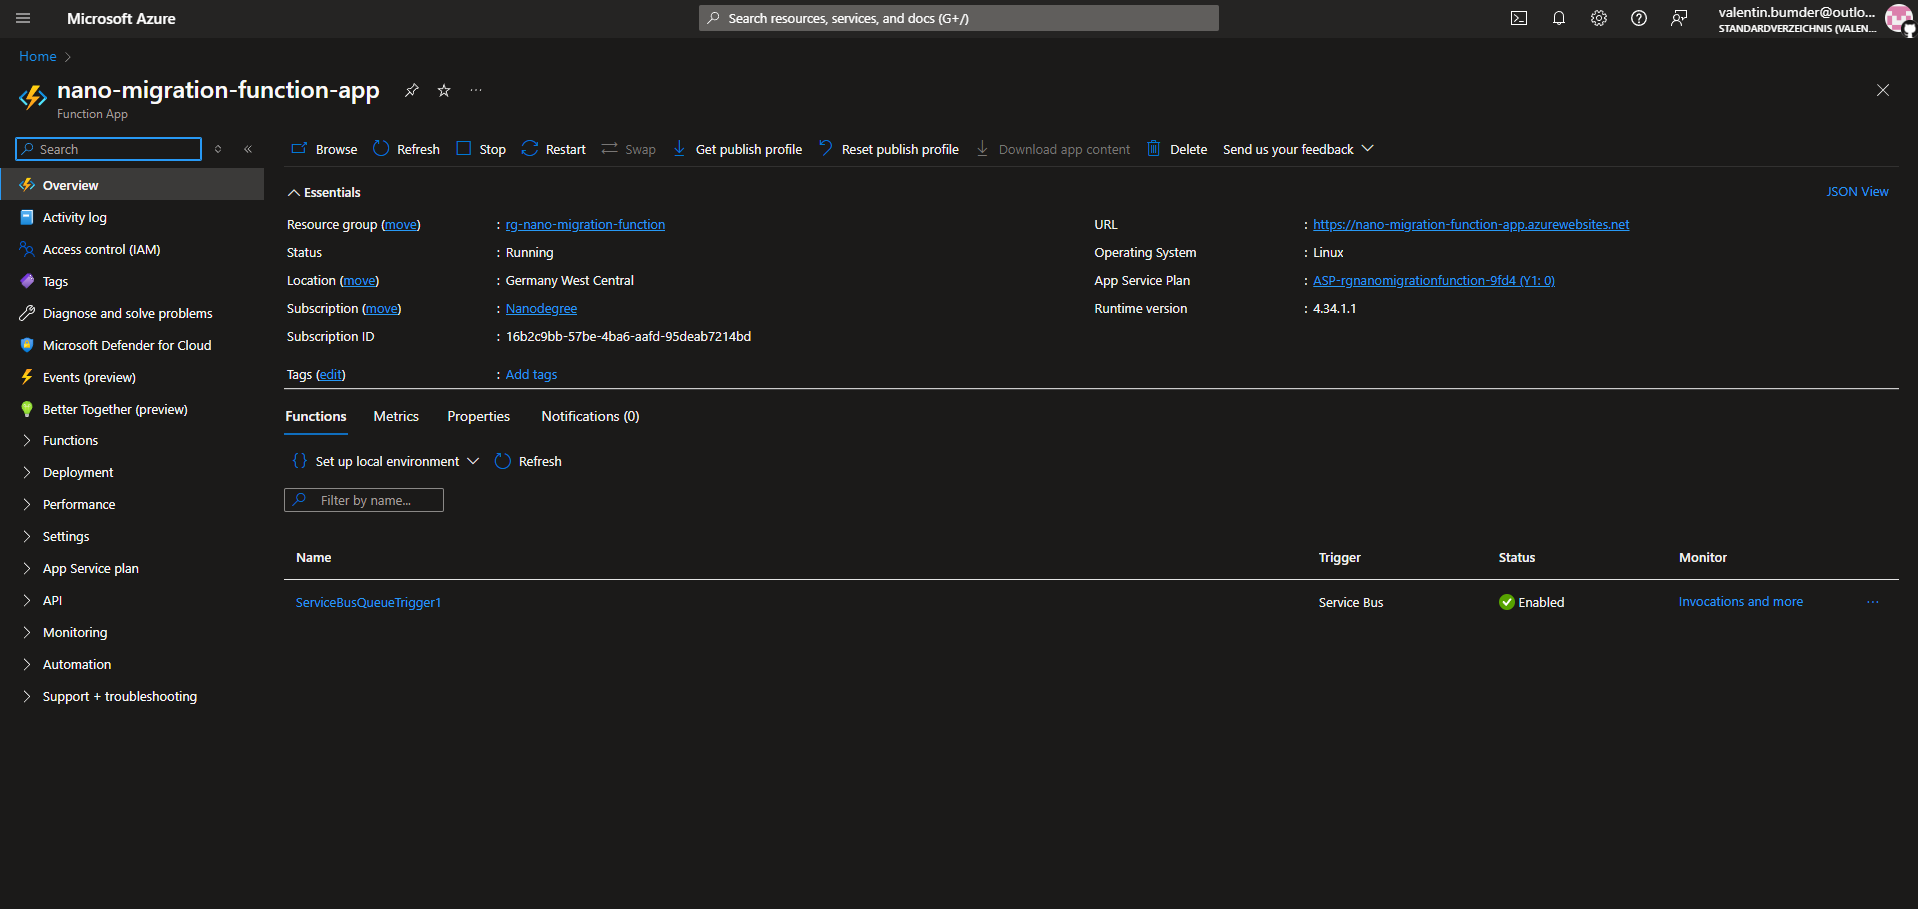 Microsoft Azure
Search resources, services, and docs (G+/)
valentin.bumder@outlo...
STANDARDVERZEICHNIS (VALEN...
Home
nano-migration-function-app
Function App
Search
Overview
Activity log
Access control (IAM)
Tags
Diagnose and solve problems
Microsoft Defender for Cloud
Events (preview)
Better Together (preview)
Functions
Deployment
Performance
Settings
App Service plan
API
Monitoring
Automation
Support + troubleshooting
Browse Refresh Stop Restart Swap Get publish profile Reset publish profile Download app content Delete Send us your feedback
Essentials
JSON View
Resource group (move) : rg-nano-migration-function
Status : Running
Location (move) : Germany West Central
Subscription (move) : Nanodegree
Subscription ID : 16b2c9bb-57be-4ba6-aafd-95deab7214bd
Tags (edit) : Add tags
URL : https://nano-migration-function-app.azurewebsites.net
Operating System : Linux
App Service Plan : ASP-rgnanomigrationfunction-9fd4 (Y1: 0)
Runtime version : 4.34.1.1
Functions Metrics Properties Notifications (0)
{} Set up local environment Refresh
Filter by name...
Name Trigger Status Monitor
ServiceBusQueueTrigger1 Service Bus Enabled Invocations and more ...